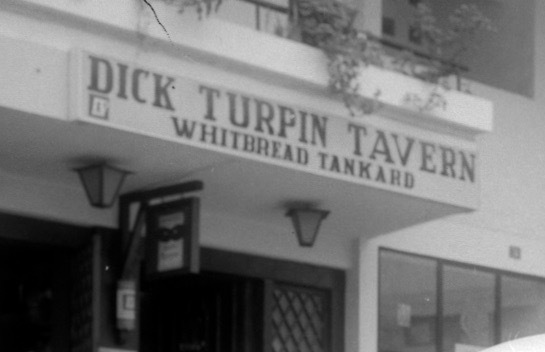 DICK TURPIN TAVERN
WHITBREAD TANKARD